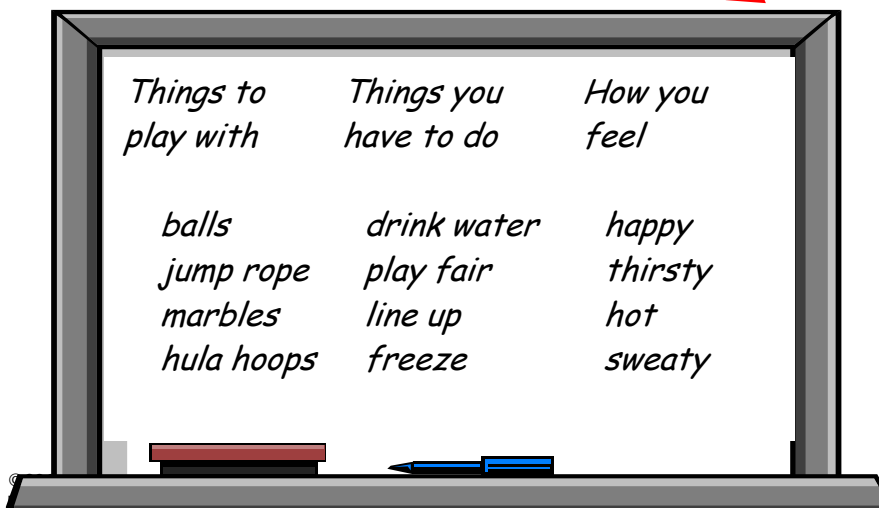 Things to play with
Things you have to do
How you feel
balls
jump rope
marbles
hula hoops
drink water
play fair
line up
freeze
happy
thirsty
hot
sweaty
©